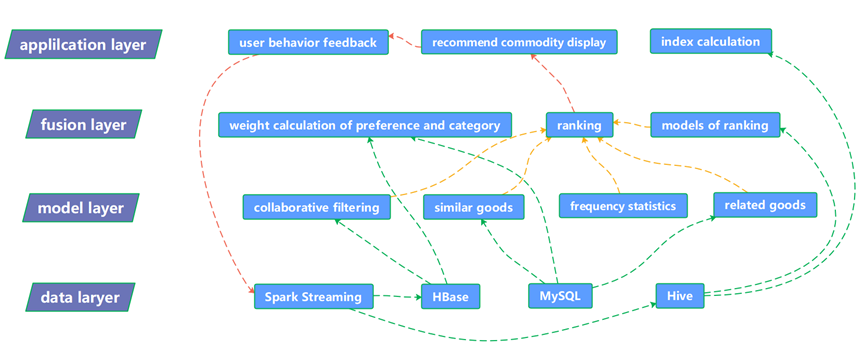 applilcation layer
user behavior feedback
recommend commodity display
index calculation
fusion layer
weight calculation of preference and category
ranking
models of ranking
model layer
collaborative filtering
similar goods
frequency statistics
related goods
data laryer
Spark Streaming
HBase
MySQL
Hive